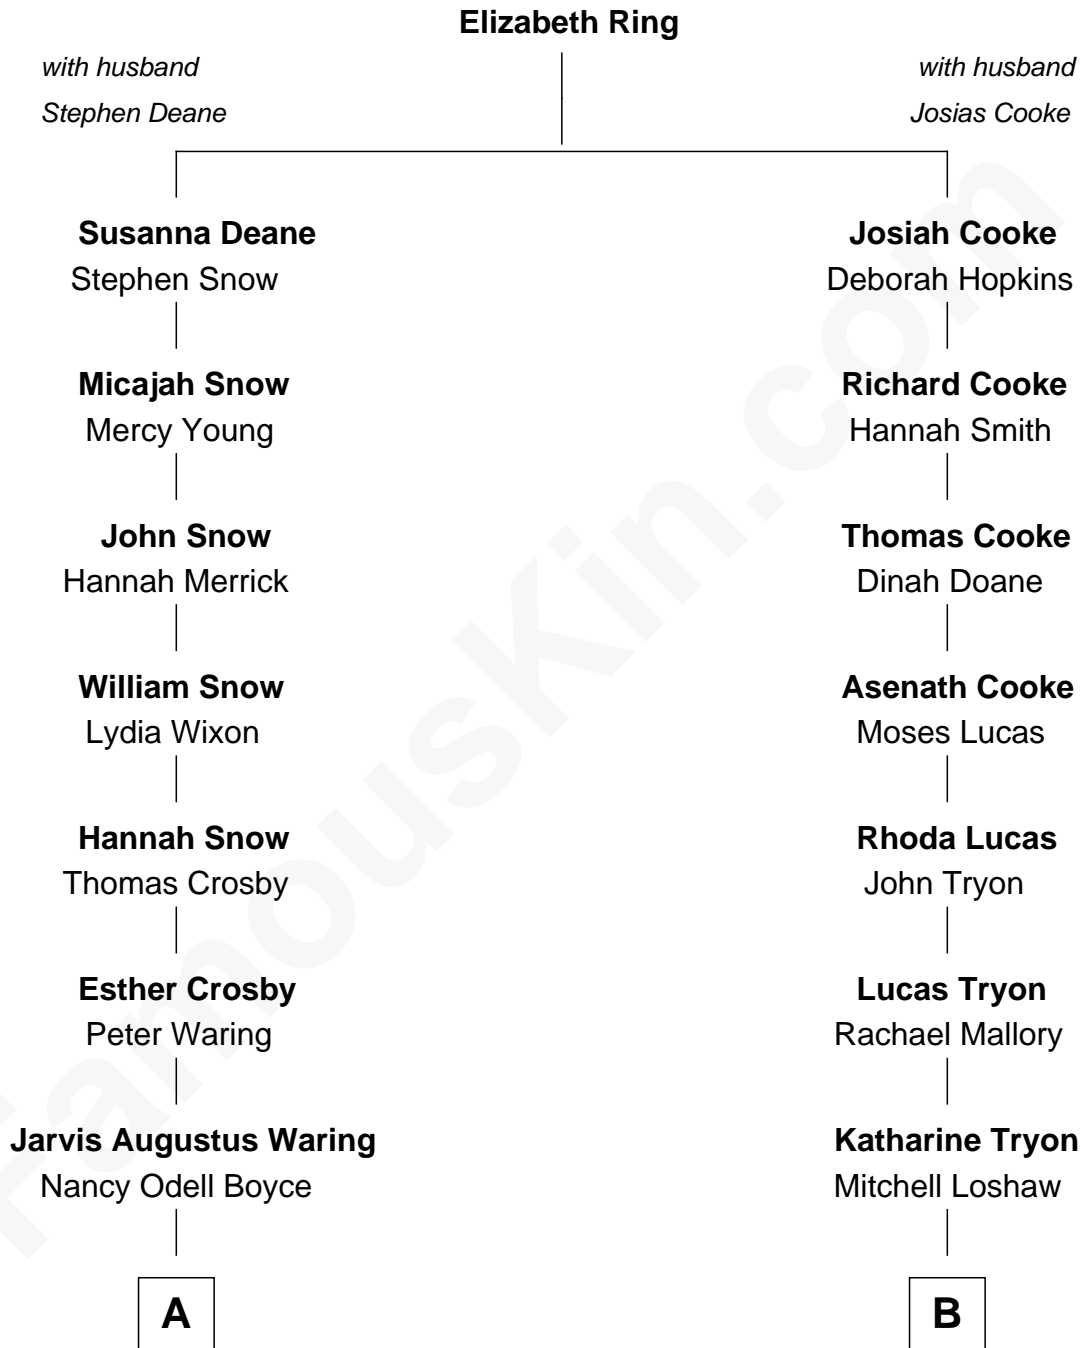 Elizabeth Ring
with husband
Stephen Deane
with husband
Josias Cooke
Susanna Deane
Stephen Snow
Josiah Cooke
Deborah Hopkins
Micajah Snow
Mercy Young
Richard Cooke
Hannah Smith
John Snow
Hannah Merrick
Thomas Cooke
Dinah Doane
William Snow
Lydia Wixon
Asenath Cooke
Moses Lucas
Hannah Snow
Thomas Crosby
Rhoda Lucas
John Tryon
Esther Crosby
Peter Waring
Lucas Tryon
Rachael Mallory
Jarvis Augustus Waring
Nancy Odell Boyce
Katharine Tryon
Mitchell Loshaw
A
B
FamousKin.com